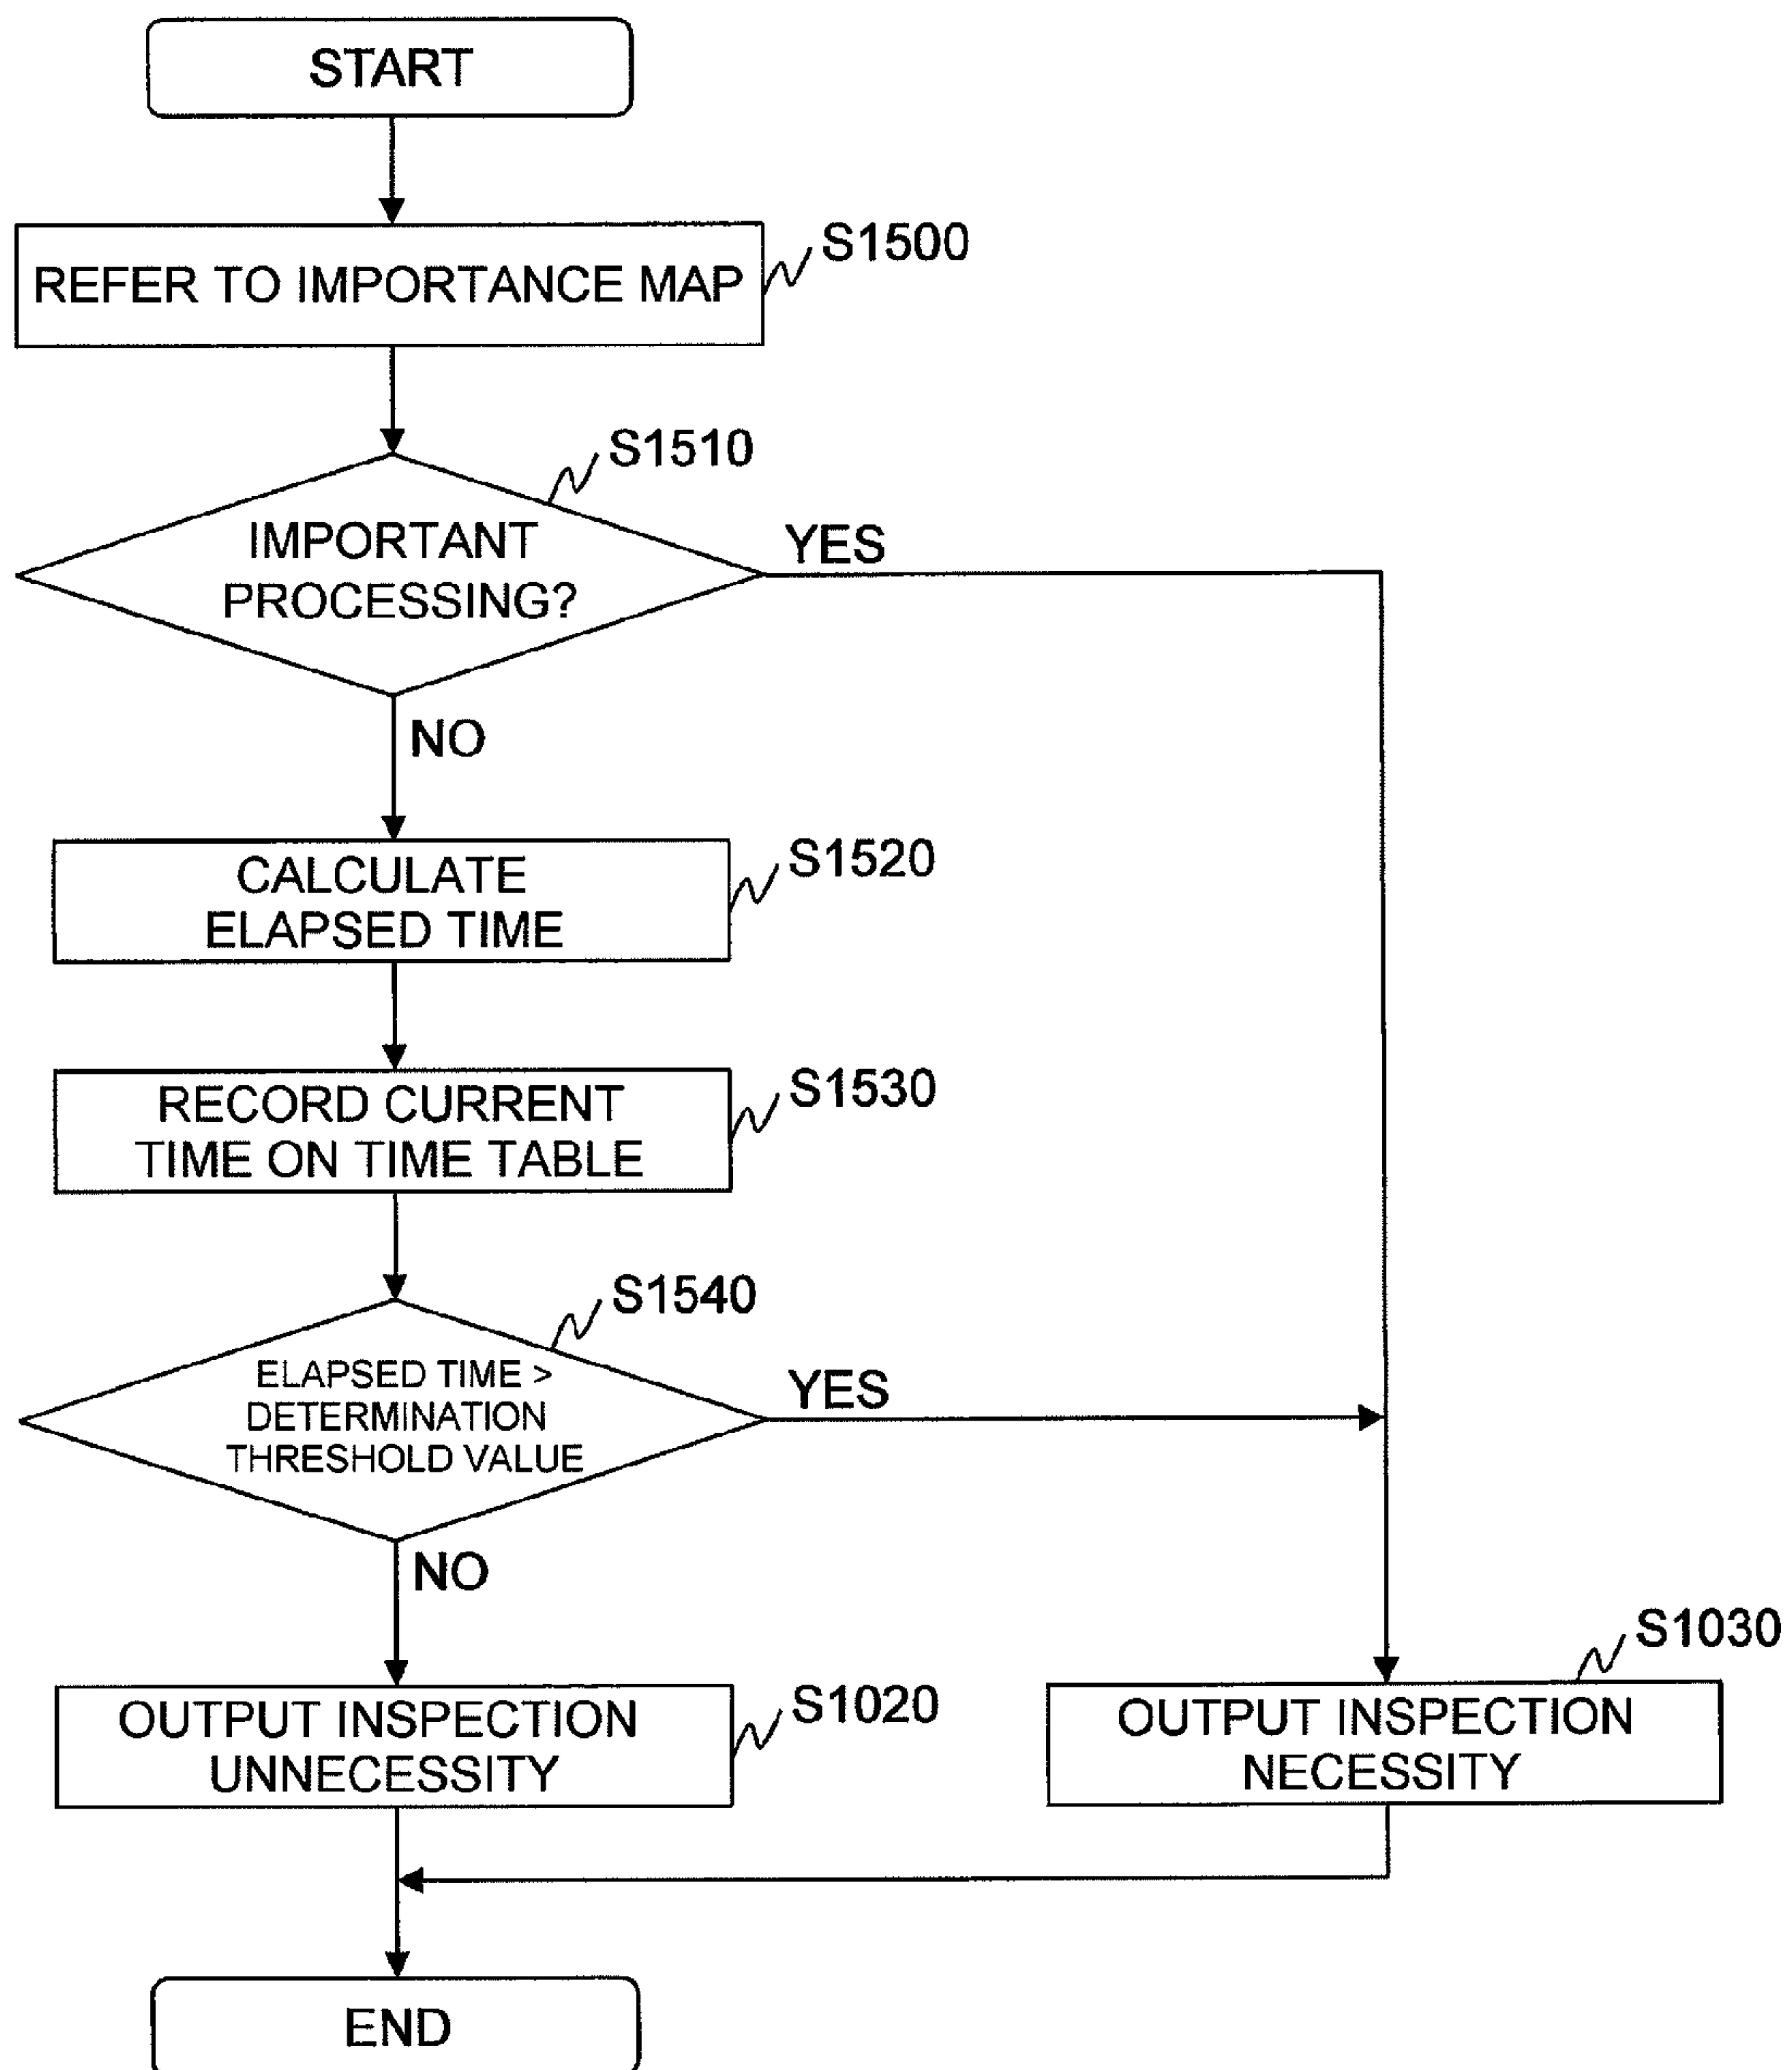 START
REFER TO IMPORTANCE MAP
S1500
S1510
IMPORTANT
PROCESSING?
YES
NO
CALCULATE
ELAPSED TIME
S1520
RECORD CURRENT
TIME ON TIME TABLE
S1530
S1540
ELAPSED TIME >
DETERMINATION
THRESHOLD VALUE
YES
NO
OUTPUT INSPECTION
UNNECESSITY
S1020
S1030
OUTPUT INSPECTION
NECESSITY
END